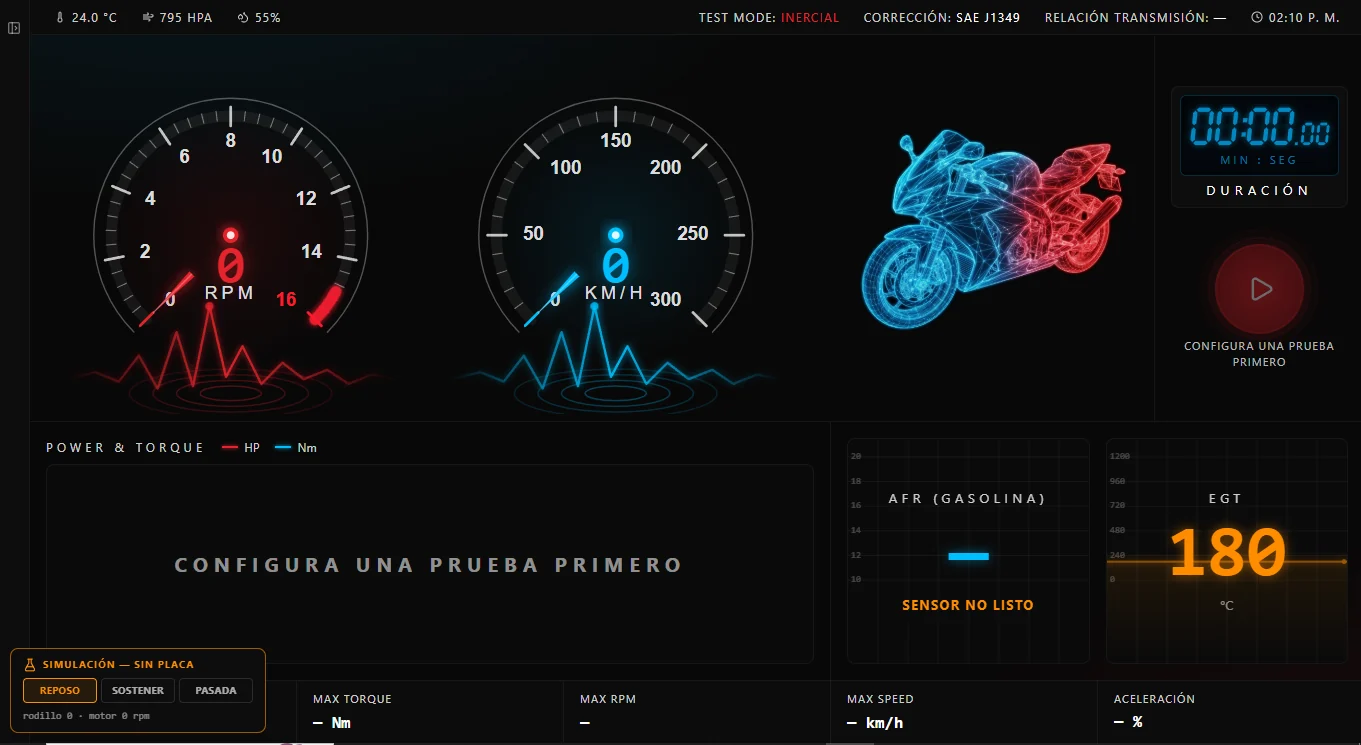 24.0 °C 795 HPA 55% TEST MODE: INERCIAL CORRECCIÓN: SAE J1349 RELACIÓN TRANSMISIÓN: — 02:10 P. M.
0 2 4 6 8 10 12 14 16
0
RPM
0 50 100 150 200 250 300
0
KM/H
00:00.00
MIN : SEG
DURACIÓN
CONFIGURA UNA PRUEBA
PRIMERO
POWER & TORQUE HP Nm
CONFIGURA UNA PRUEBA PRIMERO
20
18
16
14
12
10
AFR (GASOLINA)
—
SENSOR NO LISTO
1200
960
720
480
240
0
EGT
180
°C
SIMULACIÓN — SIN PLACA
REPOSO SOSTENER PASADA
rodillo 0 · motor 0 rpm
MAX TORQUE
— Nm
MAX RPM
—
MAX SPEED
— km/h
ACELERACIÓN
— %